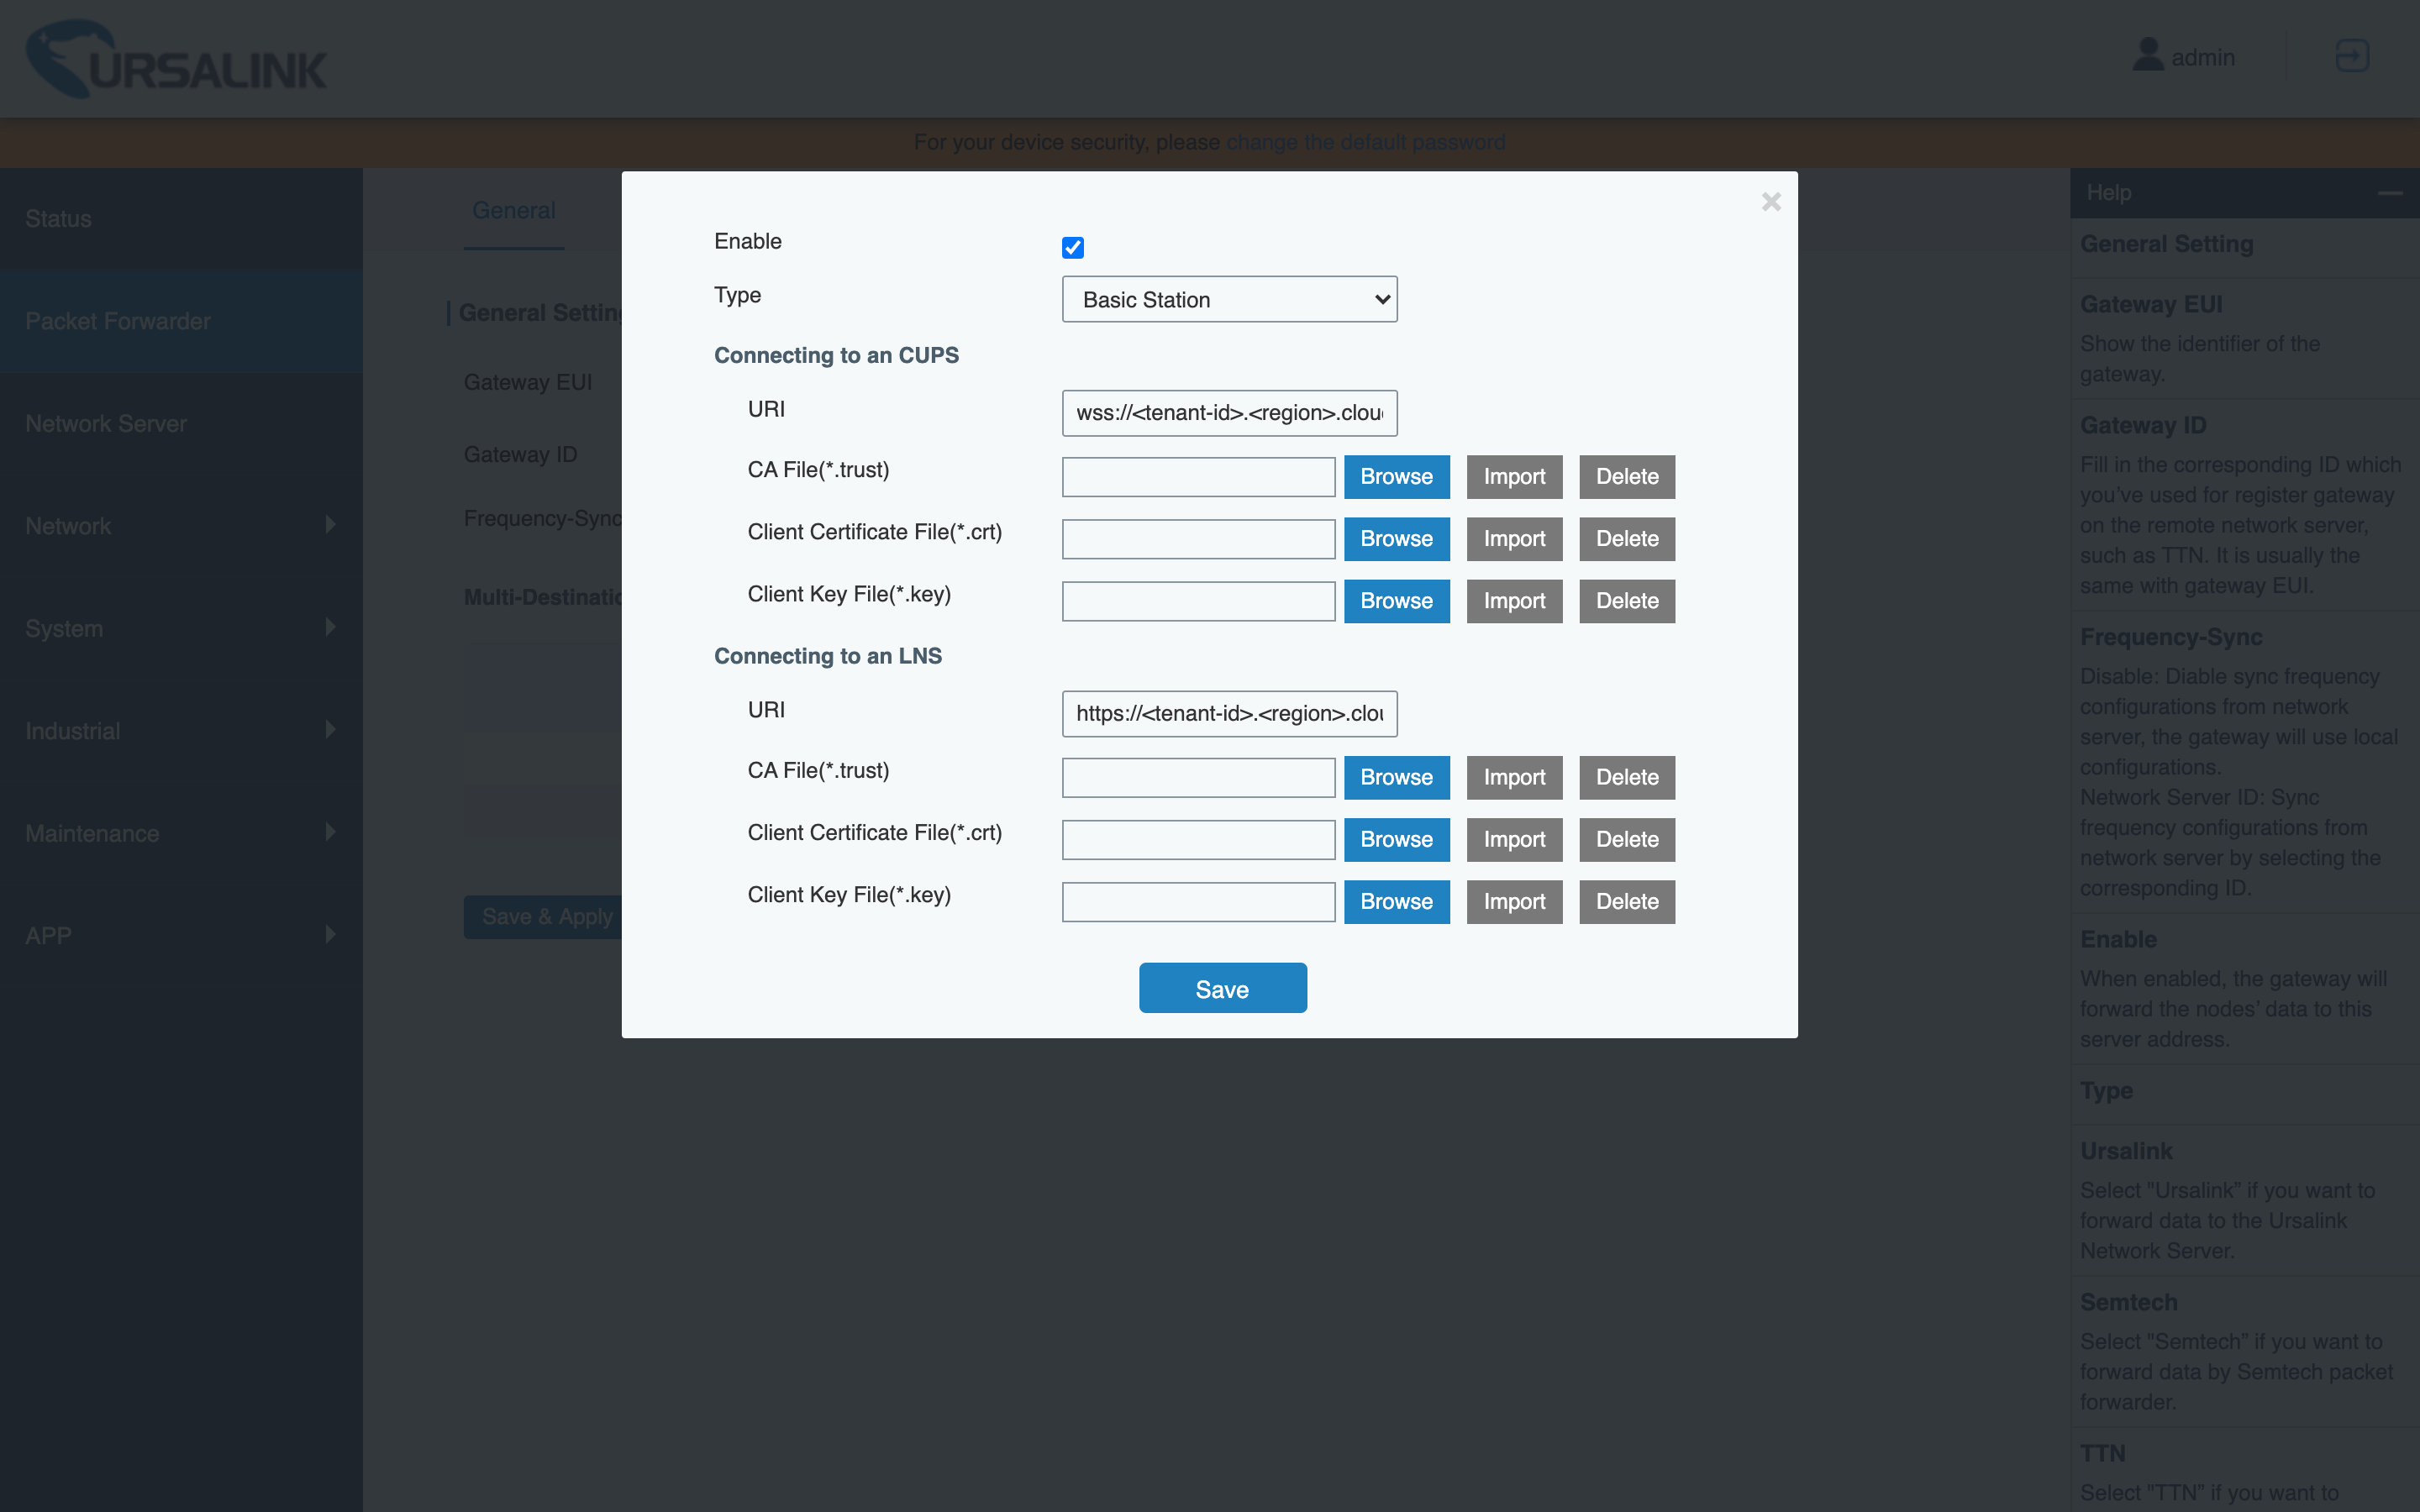 URSALINK
admin
For your device security, please change the default password
Status
Packet Forwarder
Network Server
Network
System
Industrial
Maintenance
APP
General
General Setting
Gateway EUI
Gateway ID
Frequency-Sync
Save & Apply
Enable
Type
Basic Station
Connecting to an CUPS
URI
wss://<tenant-id>.<region>.clou
CA File(*.trust)
Browse Import Delete
Client Certificate File(*.crt)
Browse Import Delete
Client Key File(*.key)
Browse Import Delete
Connecting to an LNS
URI
https://<tenant-id>.<region>.clou
CA File(*.trust)
Browse Import Delete
Client Certificate File(*.crt)
Browse Import Delete
Client Key File(*.key)
Browse Import Delete
Save
Help
General Setting
Gateway EUI
Show the identifier of the
gateway.
Gateway ID
Fill in the corresponding ID which
you've used for register gateway
on the remote network server,
such as TTN. It is usually the
same with gateway EUI.
Frequency-Sync
Disable: Diable sync frequency
configurations from network
server, the gateway will use local
configurations.
Network Server ID: Sync
frequency configurations from
network server by selecting the
corresponding ID.
Enable
When enabled, the gateway will
forward the nodes' data to this
server address.
Type
Ursalink
Select "Ursalink" if you want to
forward data to the Ursalink
Network Server.
Semtech
Select "Semtech" if you want to
forward data by Semtech packet
forwarder.
TTN
Select "TTN" if you want to